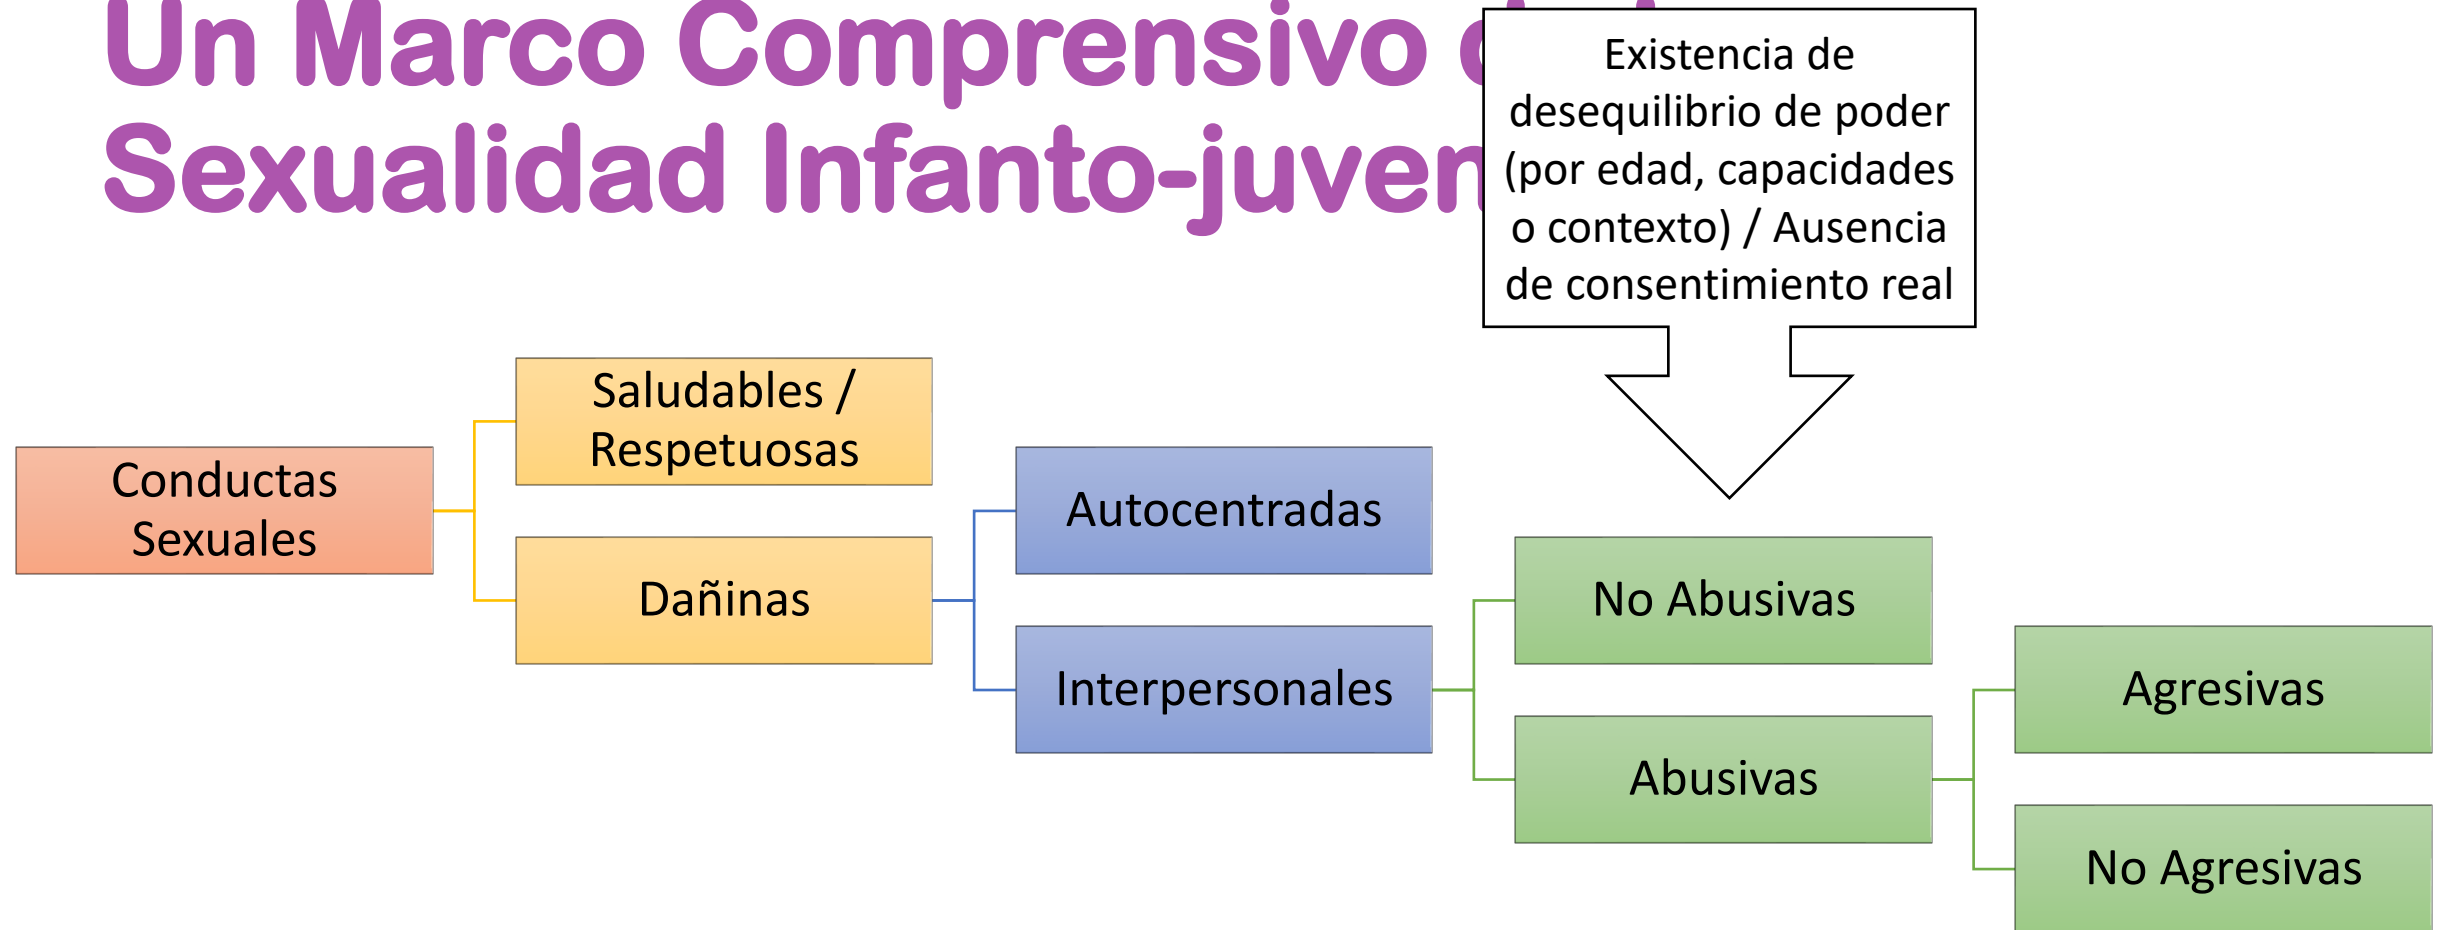 Un Marco Comprensivo
Sexualidad Infanto-juven
Existencia de
desequilibrio de poder
(por edad, capacidades
o contexto) / Ausencia
de consentimiento real
Conductas
Sexuales
Saludables /
Respetuosas
Dañinas
Autocentradas
Interpersonales
No Abusivas
Abusivas
Agresivas
No Agresivas